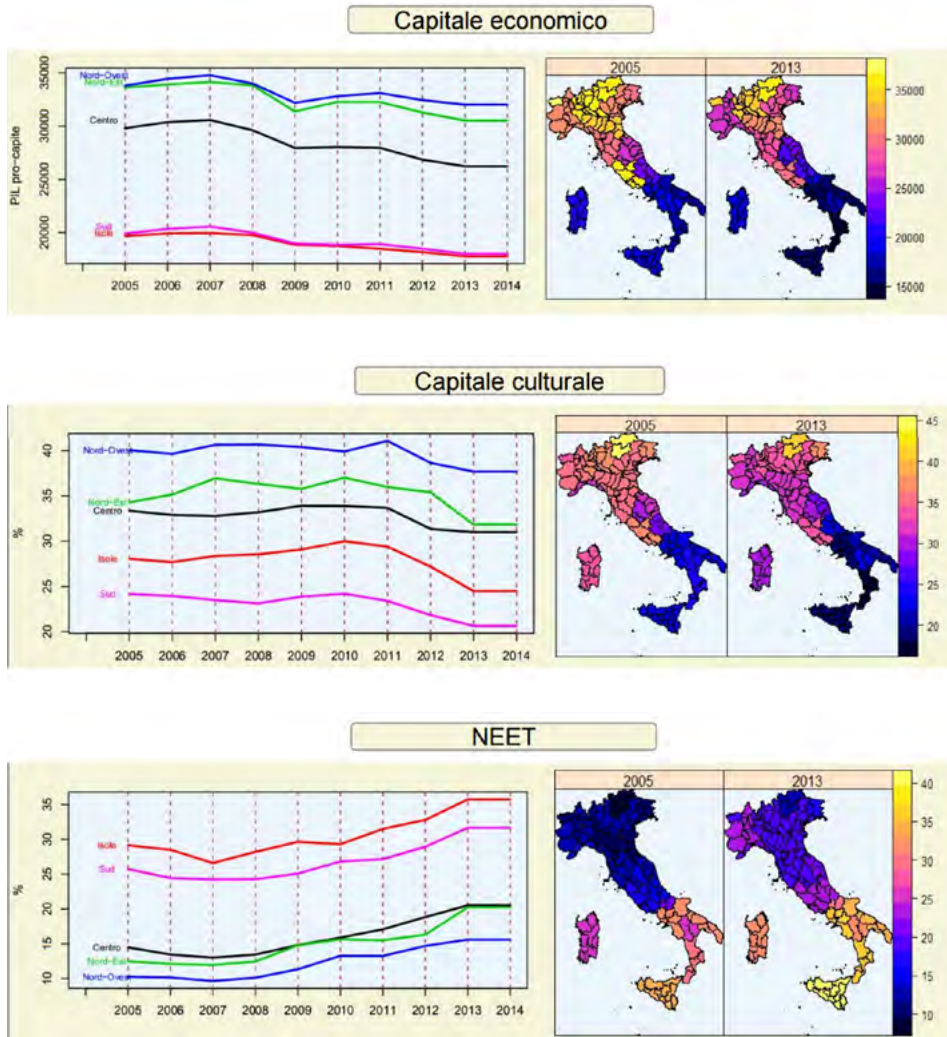 Capitale economico
PIL pro-capite
35000
30000
25000
20000
Nord-Ovest
Nord-Est
Centro
Sud
Isole
2005 2006 2007 2008 2009 2010 2011 2012 2013 2014
2005 2013
35000
30000
25000
20000
15000
Capitale culturale
%
40
35
30
25
20
Nord-Ovest
Nord-Est
Centro
Isole
Sud
2005 2006 2007 2008 2009 2010 2011 2012 2013 2014
2005 2013
45
40
35
30
25
20
NEET
%
35
30
25
20
15
10
Isole
Sud
Centro
Nord-Est
Nord-Ovest
2005 2006 2007 2008 2009 2010 2011 2012 2013 2014
2005 2013
40
35
30
25
20
15
10